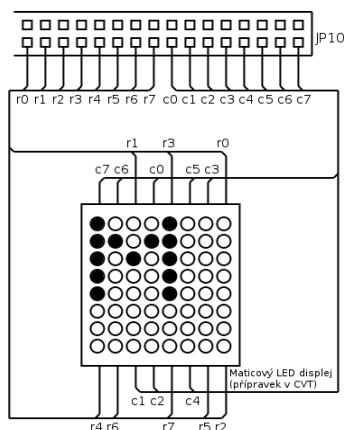 JP10
r0 r1 r2 r3 r4 r5 r6 r7 c0 c1 c2 c3 c4 c5 c6 c7
r1 r3 r0
c7 c6 c0 c5 c3
Maticový LED displej
(přípravek v CVT)
c1 c2 c4
r4 r6 r7 r5 r2